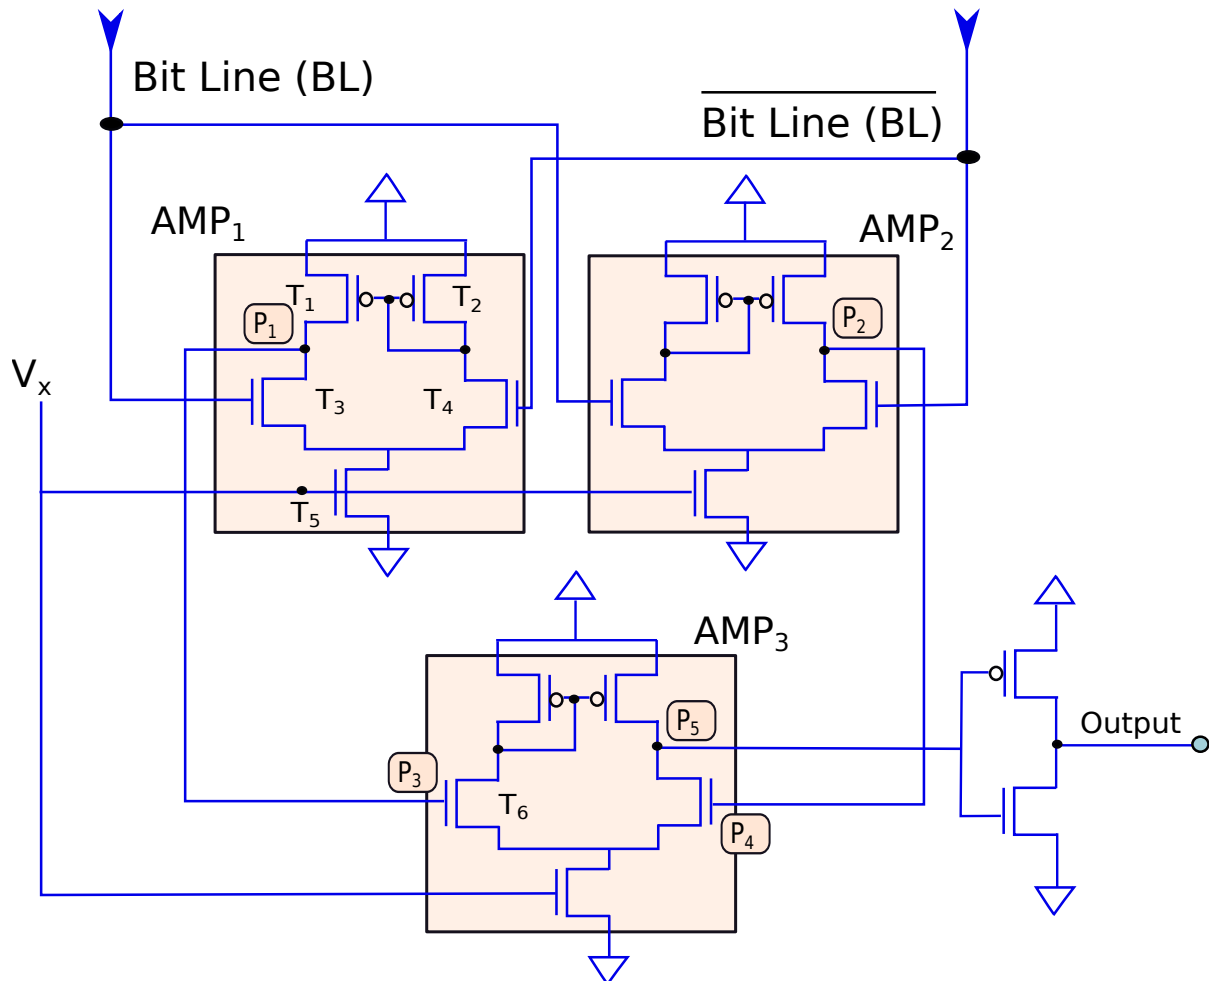 Bit Line (BL)
Bit Line (BL)
AMP1
AMP2
T1
T2
P1
P2
Vx
T3
T4
T5
AMP3
P5
Output
P3
T6
P4